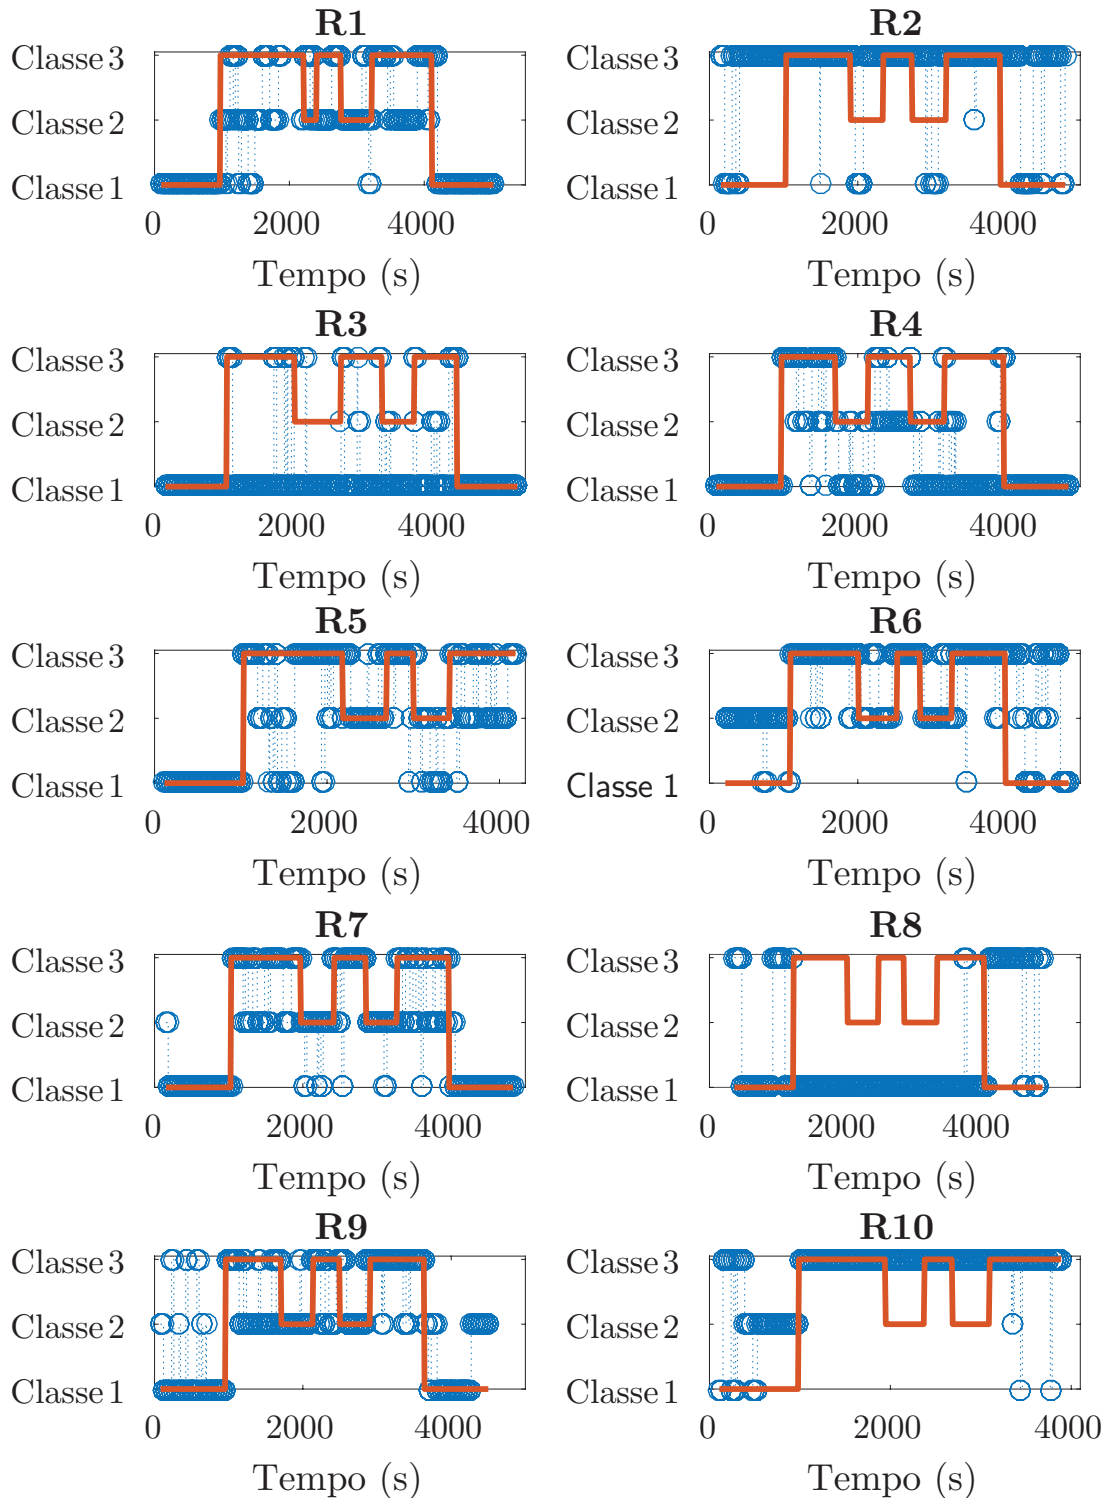 R1
Classe 3
Classe 2
Classe 1
0 2000 4000
Tempo (s)
R2
Classe 3
Classe 2
Classe 1
0 2000 4000
Tempo (s)
R3
Classe 3
Classe 2
Classe 1
0 2000 4000
Tempo (s)
R4
Classe 3
Classe 2
Classe 1
0 2000 4000
Tempo (s)
R5
Classe 3
Classe 2
Classe 1
0 2000 4000
Tempo (s)
R6
Classe 3
Classe 2
Classe 1
0 2000 4000
Tempo (s)
R7
Classe 3
Classe 2
Classe 1
0 2000 4000
Tempo (s)
R8
Classe 3
Classe 2
Classe 1
0 2000 4000
Tempo (s)
R9
Classe 3
Classe 2
Classe 1
0 2000 4000
Tempo (s)
R10
Classe 3
Classe 2
Classe 1
0 2000 4000
Tempo (s)